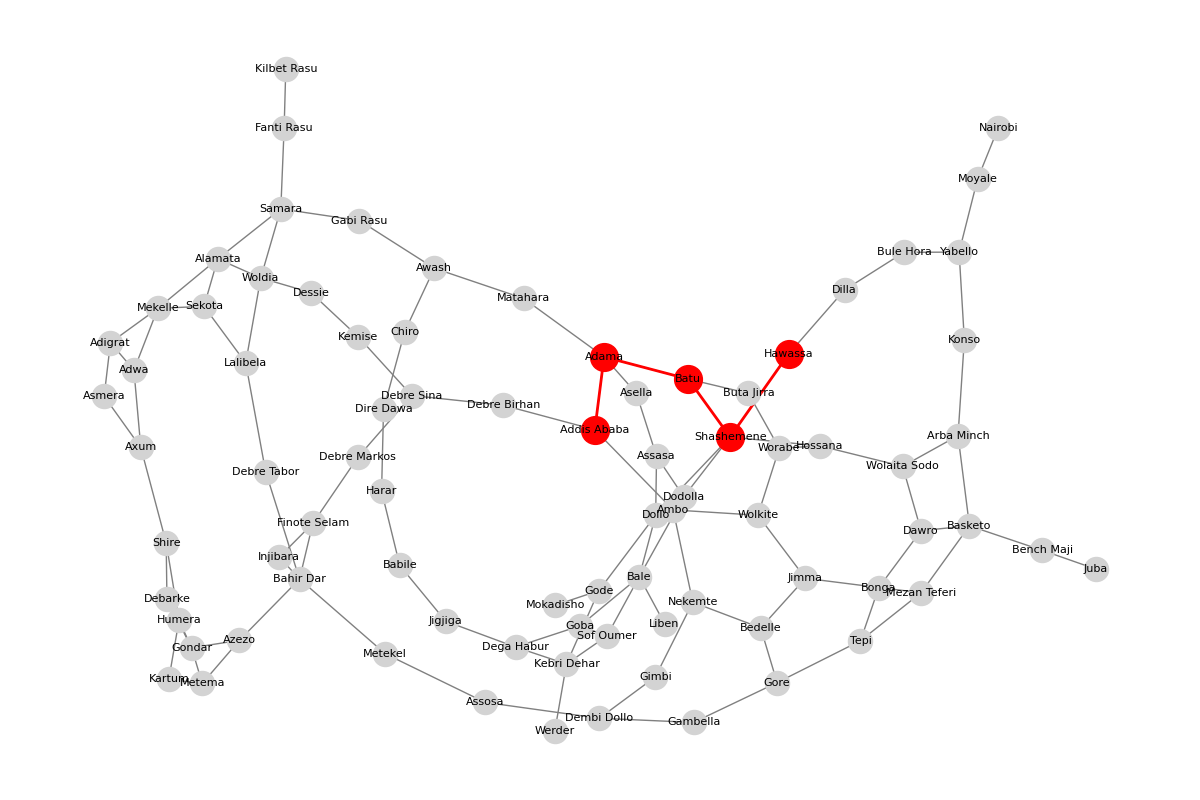 Kilbet Rasu
Fanti Rasu
Nairobi
Moyale
Samara
Gabi Rasu
Alamata
Woldia
Awash
Bule Hora
Yabello
Dessie
Dilla
Matahara
Mekelle
Sekota
Kemise
Chiro
Adigrat
Konso
Hawassa
Adama
Lalibela
Adwa
Batu
Asmera
Debre Sina
Asella
Buta Jirra
Dire Dawa
Debre Birhan
Addis Ababa
Shashemene
Arba Minch
Axum
Worabe
Hossana
Debre Markos
Assasa
Wolaita Sodo
Debre Tabor
Harar
Dodolla
Ambo
Dollo
Wolkite
Finote Selam
Basketo
Dawro
Shire
Bench Maji
Injibara
Babile
Juba
Bahir Dar
Bale
Jimma
Bonga
Mezan Teferi
Gode
Debarke
Mokadisho
Nekemte
Humera
Jigjiga
Goba
Liben
Bedelle
Sof Oumer
Azezo
Tepi
Gondar
Dega Habur
Metekel
Kebri Dehar
Kartum
Metema
Gimbi
Gore
Assosa
Dembi Dollo
Gambella
Werder